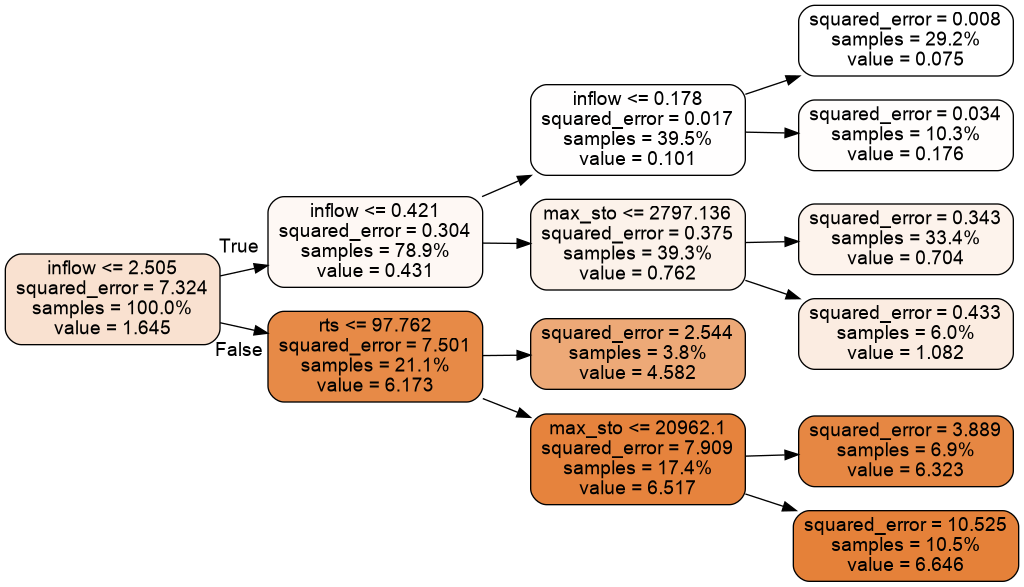 inflow <= 2.505
squared_error = 7.324
samples = 100.0%
value = 1.645
True
False
inflow <= 0.421
squared_error = 0.304
samples = 78.9%
value = 0.431
rts <= 97.762
squared_error = 7.501
samples = 21.1%
value = 6.173
inflow <= 0.178
squared_error = 0.017
samples = 39.5%
value = 0.101
max_sto <= 2797.136
squared_error = 0.375
samples = 39.3%
value = 0.762
squared_error = 2.544
samples = 3.8%
value = 4.582
max_sto <= 20962.1
squared_error = 7.909
samples = 17.4%
value = 6.517
squared_error = 0.008
samples = 29.2%
value = 0.075
squared_error = 0.034
samples = 10.3%
value = 0.176
squared_error = 0.343
samples = 33.4%
value = 0.704
squared_error = 0.433
samples = 6.0%
value = 1.082
squared_error = 3.889
samples = 6.9%
value = 6.323
squared_error = 10.525
samples = 10.5%
value = 6.646